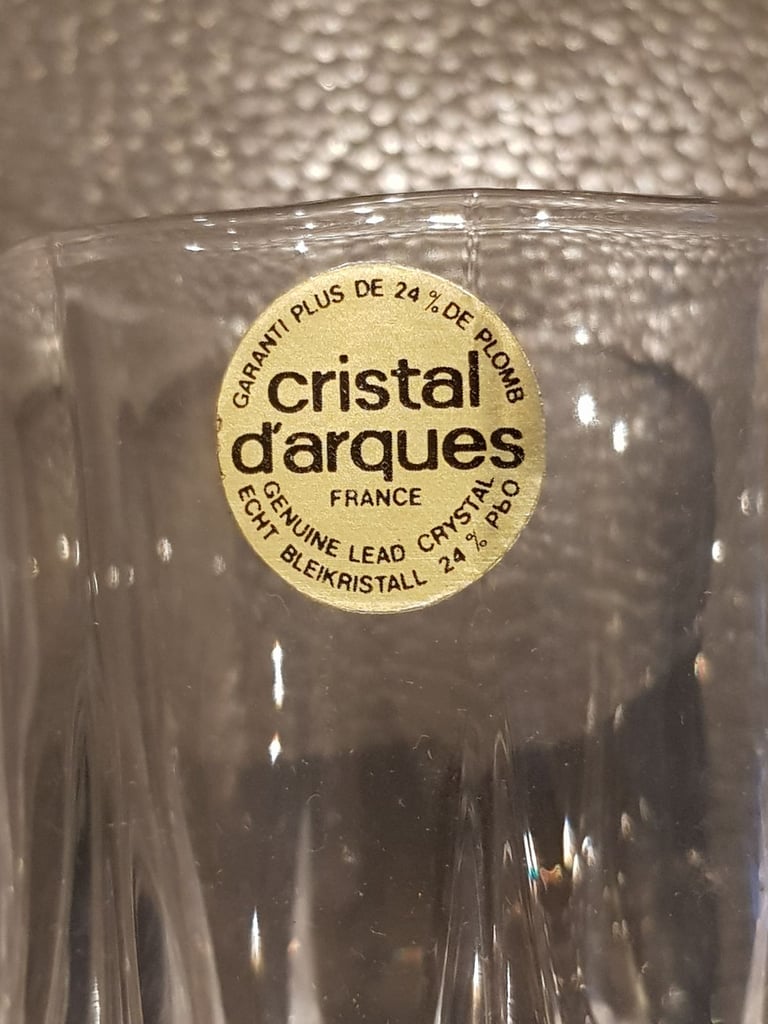 GARANTI PLUS DE 24 % DE PLOMB
cristal
d'arques
FRANCE
GENUINE LEAD CRYSTAL
ECHT BLEIKRISTALL 24 % PbO